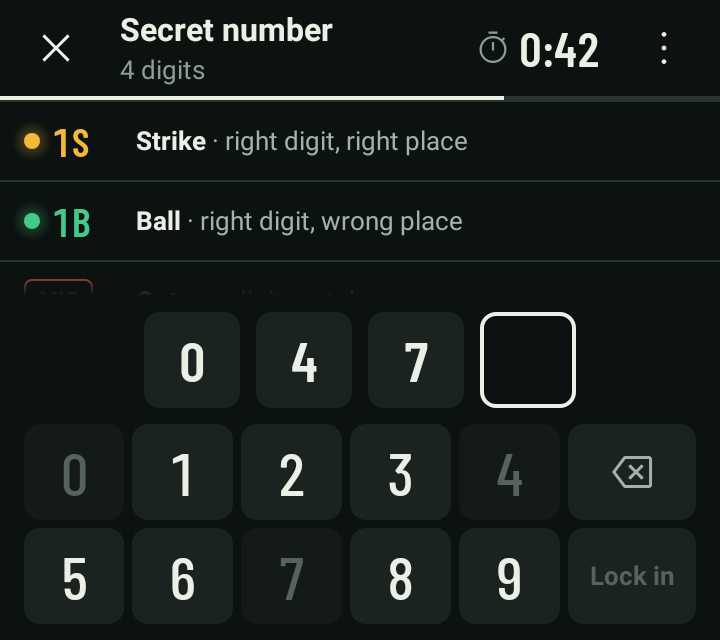 Secret number
4 digits
0:42
1S Strike · right digit, right place
1B Ball · right digit, wrong place
0 4 7
0 1 2 3 4
5 6 7 8 9 Lock in